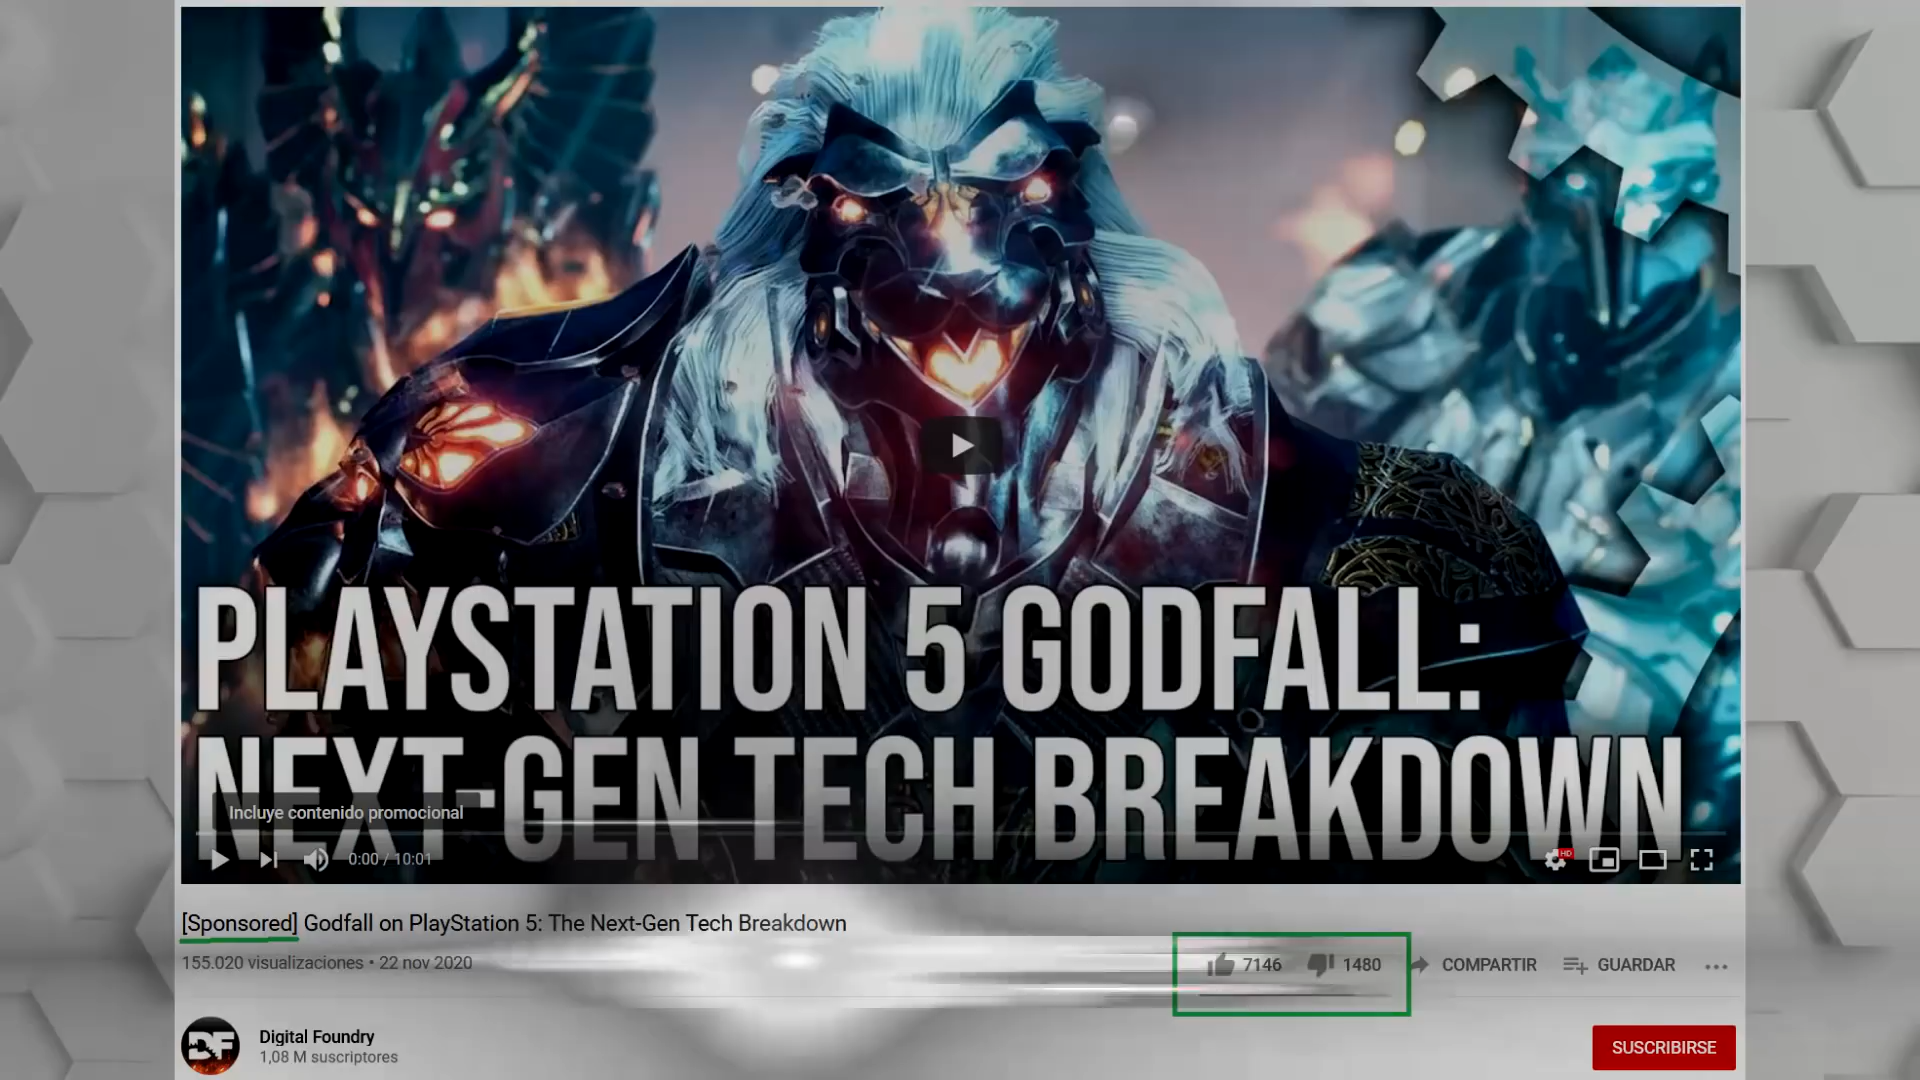 PLAYSTATION 5 GODFALL:
NEXT-GEN TECH BREAKDOWN
Incluye contenido promocional
0:00 / 10:01
HD
[Sponsored] Godfall on PlayStation 5: The Next-Gen Tech Breakdown
155.020 visualizaciones • 22 nov 2020
7146 1480 COMPARTIR GUARDAR
DF
Digital Foundry
1,08 M suscriptores
SUSCRIBIRSE